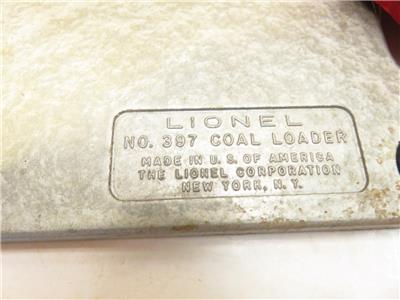 LIONEL
NO. 397 COAL LOADER
MADE IN U. S. OF AMERICA
THE LIONEL CORPORATION
NEW YORK, N. Y.